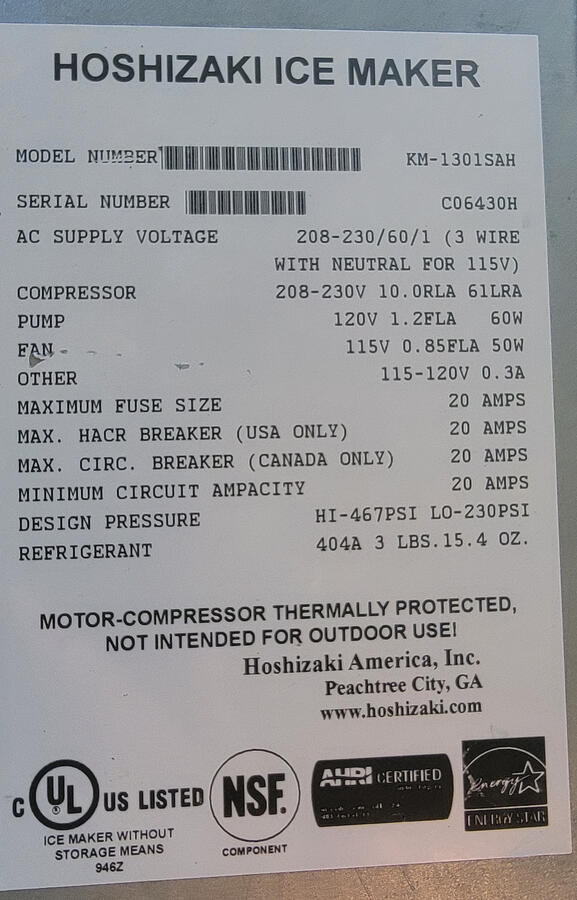 HOSHIZAKI ICE MAKER
MODEL NUMBER KM-1301SAH
SERIAL NUMBER C06430H
AC SUPPLY VOLTAGE 208-230/60/1 (3 WIRE
WITH NEUTRAL FOR 115V)
COMPRESSOR 208-230V 10.0RLA 61LRA
PUMP 120V 1.2FLA 60W
FAN 115V 0.85FLA 50W
OTHER 115-120V 0.3A
MAXIMUM FUSE SIZE 20 AMPS
MAX. HACR BREAKER (USA ONLY) 20 AMPS
MAX. CIRC. BREAKER (CANADA ONLY) 20 AMPS
MINIMUM CIRCUIT AMPACITY 20 AMPS
DESIGN PRESSURE HI-467PSI LO-230PSI
REFRIGERANT 404A 3 LBS.15.4 OZ.
MOTOR-COMPRESSOR THERMALLY PROTECTED,
NOT INTENDED FOR OUTDOOR USE!
Hoshizaki America, Inc.
Peachtree City, GA
www.hoshizaki.com
C UL US LISTED
ICE MAKER WITHOUT
STORAGE MEANS
946Z
NSF.
COMPONENT
AHRI CERTIFIED
Energy
ENERGY STAR